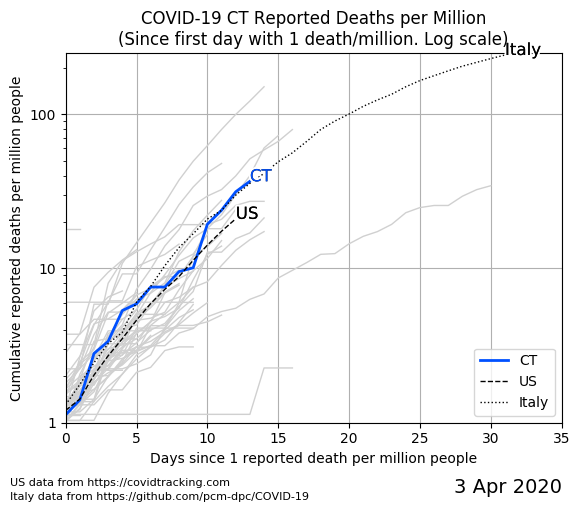 COVID-19 CT Reported Deaths per Million
(Since first day with 1 death/million. Log scale)
Italy
CT
US
Cumulative reported deaths per million people
100
10
1
0 5 10 15 20 25 30 35
Days since 1 reported death per million people
CT
US
Italy
US data from https://covidtracking.com
Italy data from https://github.com/pcm-dpc/COVID-19
3 Apr 2020